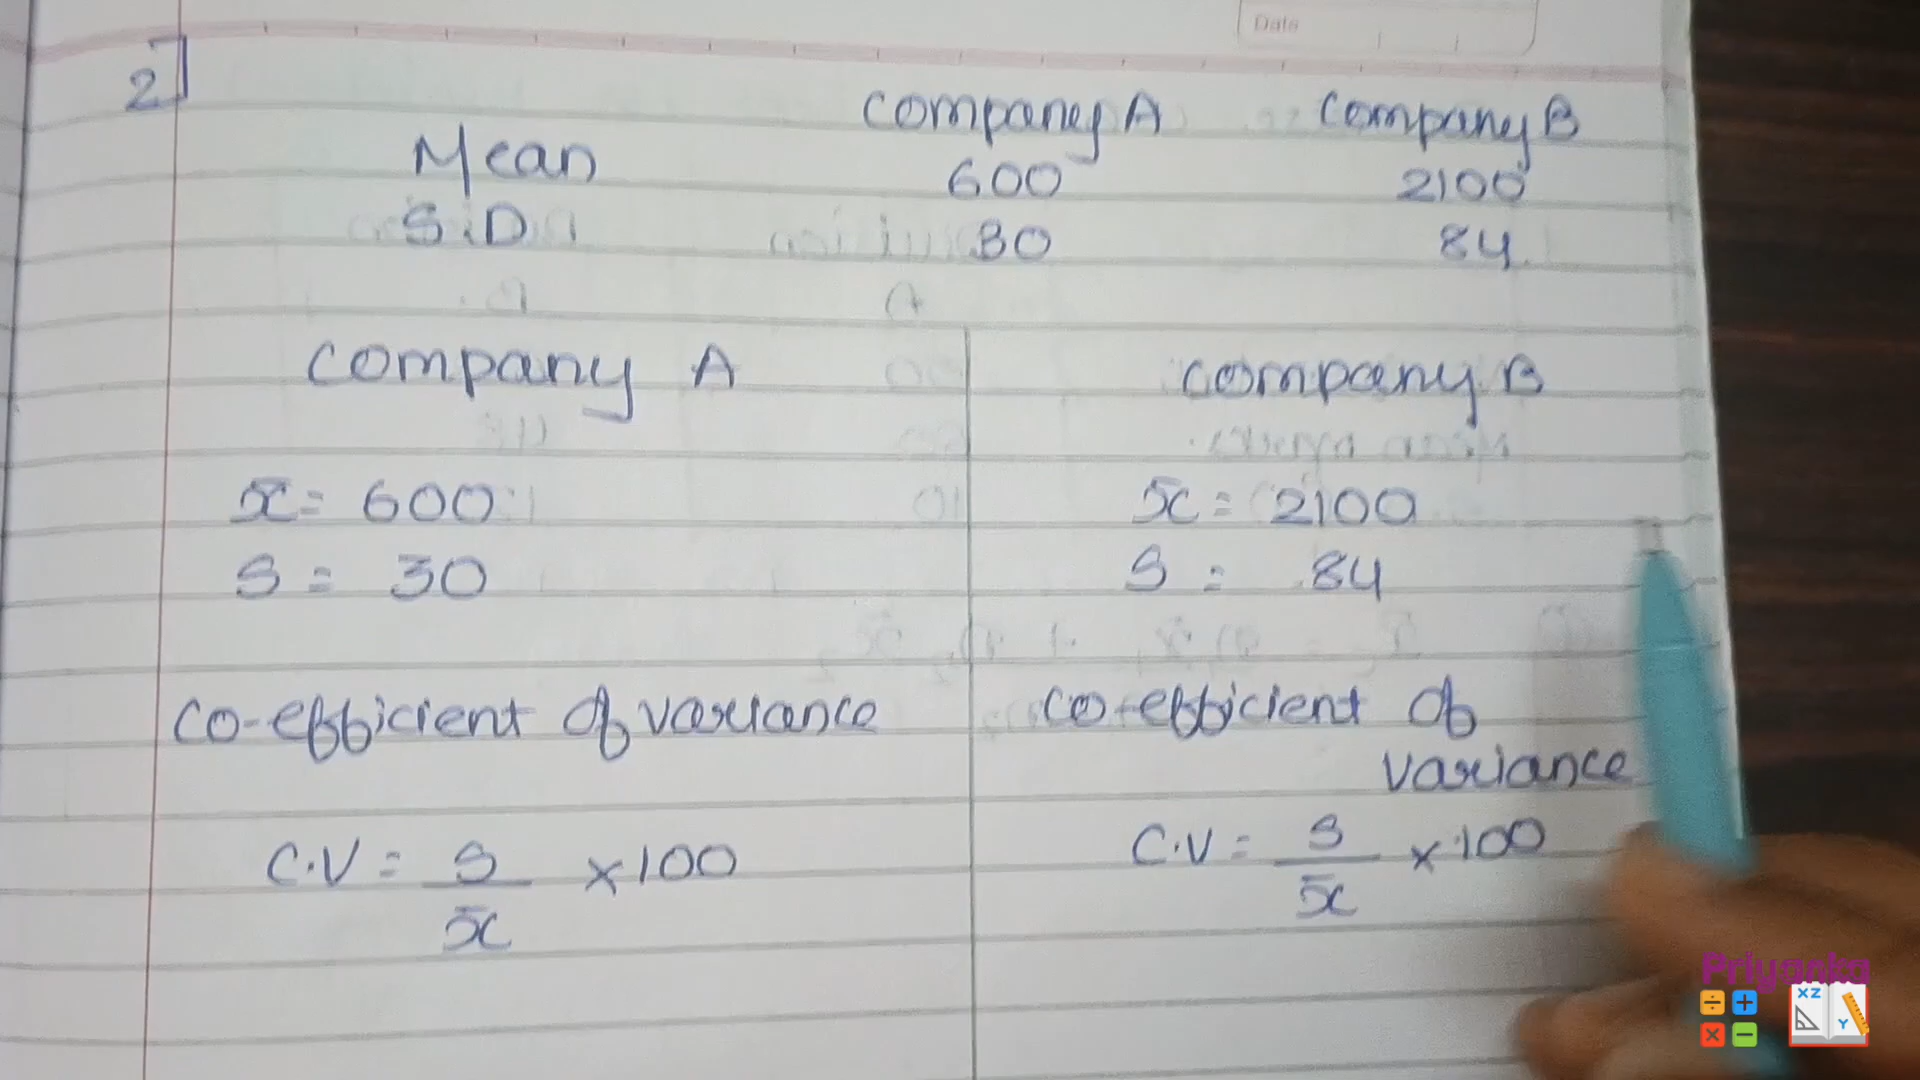 Date
2]
Company A Company B
Mean 600 2100
S.D 30 84
Company A Company B
x̄ = 600 x̄ = 2100
S = 30 S = 84
Co-efficient of variance Co-efficient of
variance
C.V = S/x̄ ×100 C.V = S/x̄ ×100
Priyanka
XZ
Y